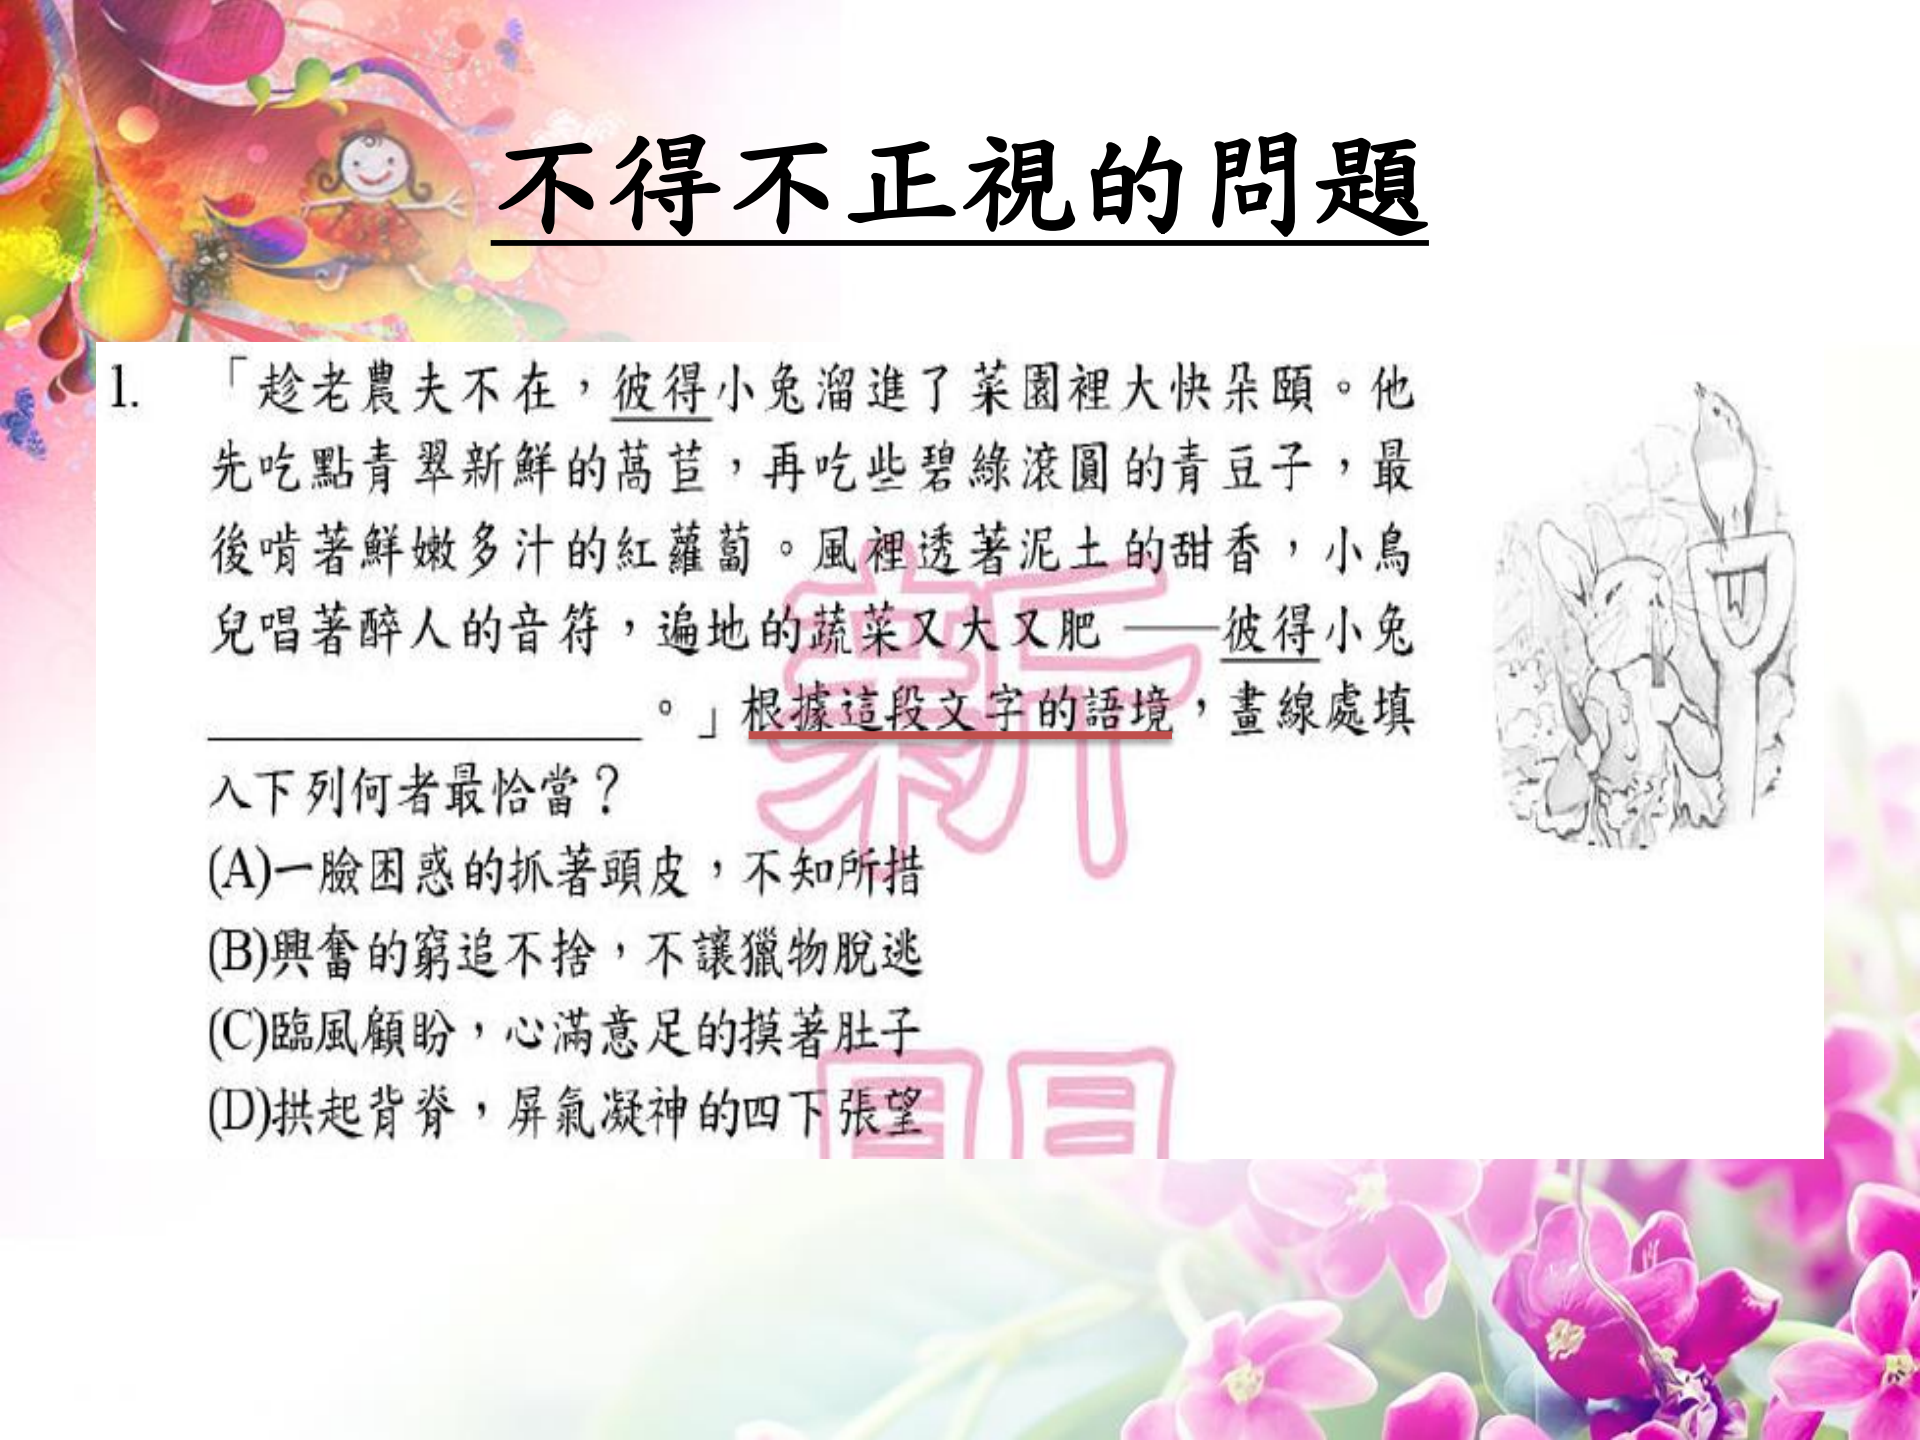 不得不正視的問題
1. 「趁老農夫不在，彼得小兔溜進了菜園裡大快朵頤。他
先吃點青翠新鮮的萵苣，再吃些碧綠滾圓的青豆子，最
後啃著鮮嫩多汁的紅蘿蔔。風裡透著泥土的甜香，小鳥
兒唱著醉人的音符，遍地的蔬菜又大又肥——彼得小兔
＿＿＿＿＿＿＿＿＿。」根據這段文字的語境，畫線處填
入下列何者最恰當？
(A)一臉困惑的抓著頭皮，不知所措
(B)興奮的窮追不捨，不讓獵物脫逃
(C)臨風顧盼，心滿意足的摸著肚子
(D)拱起背脊，屏氣凝神的四下張望
新